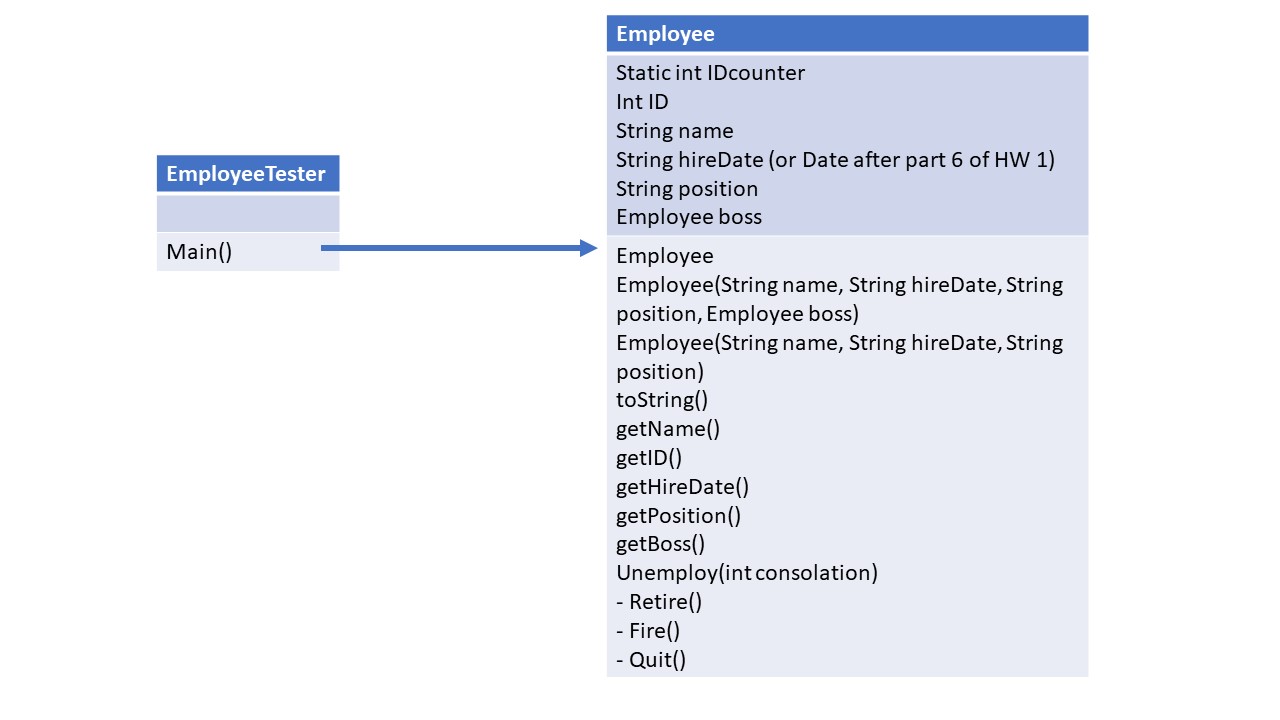 EmployeeTester
Main()
Employee
Static int IDcounter
Int ID
String name
String hireDate (or Date after part 6 of HW 1)
String position
Employee boss
Employee
Employee(String name, String hireDate, String
position, Employee boss)
Employee(String name, String hireDate, String
position)
toString()
getName()
getID()
getHireDate()
getPosition()
getBoss()
Unemploy(int consolation)
- Retire()
- Fire()
- Quit()